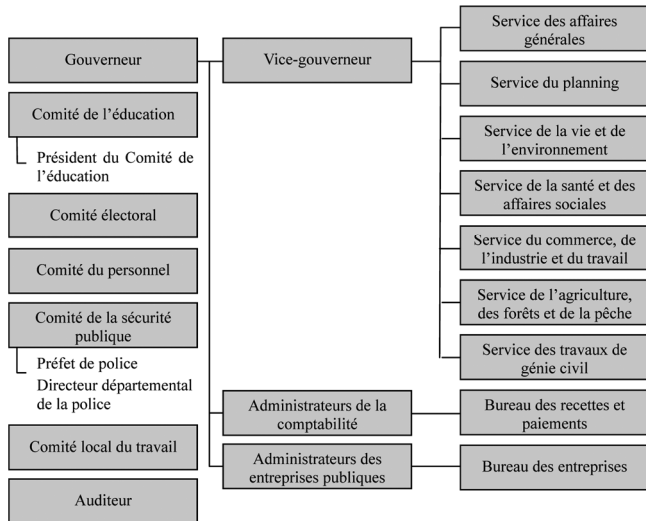 Gouverneur
Comité de l'éducation
Président du Comité de
l'éducation
Comité électoral
Comité du personnel
Comité de la sécurité
publique
Préfet de police
Directeur départemental
de la police
Comité local du travail
Auditeur
Vice-gouverneur
Administrateurs de la
comptabilité
Administrateurs des
entreprises publiques
Service des affaires
générales
Service du planning
Service de la vie et de
l'environnement
Service de la santé et des
affaires sociales
Service du commerce, de
l'industrie et du travail
Service de l'agriculture,
des forêts et de la pêche
Service des travaux de
génie civil
Bureau des recettes et
paiements
Bureau des entreprises